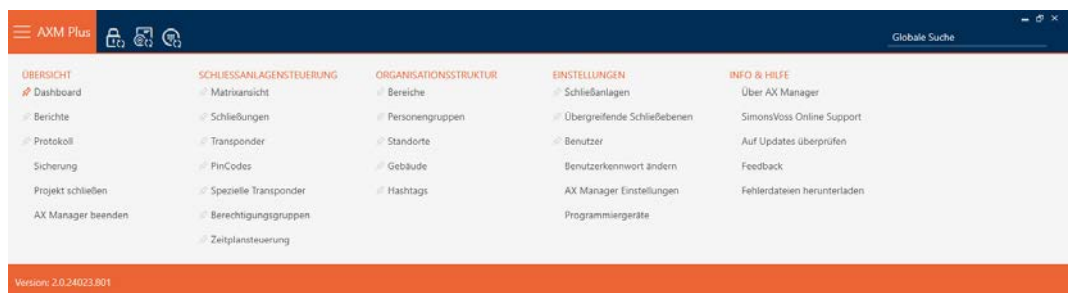 AXM Plus
Globale Suche
ÜBERSICHT
Dashboard
Berichte
Protokoll
Sicherung
Projekt schließen
AX Manager beenden
SCHLIESSANLAGENSTEUERUNG
Matrixansicht
Schließungen
Transponder
PinCodes
Spezielle Transponder
Berechtigungsgruppen
Zeitplansteuerung
ORGANISATIONSSTRUKTUR
Bereiche
Personengruppen
Standorte
Gebäude
Hashtags
EINSTELLUNGEN
Schließanlagen
Übergreifende Schließebenen
Benutzer
Benutzerkennwort ändern
AX Manager Einstellungen
Programmiergeräte
INFO & HILFE
Über AX Manager
SimonsVoss Online Support
Auf Updates überprüfen
Feedback
Fehlerdateien herunterladen
Version: 2.0.24023.801